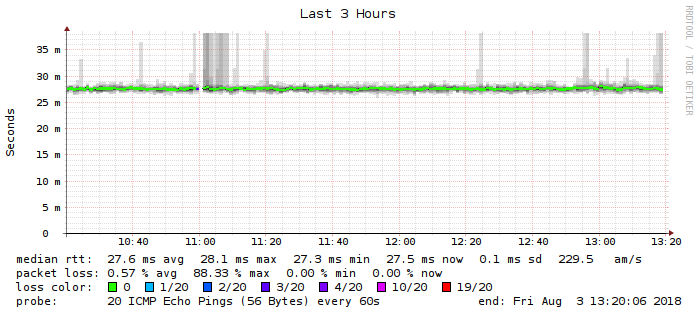 Last 3 Hours
RRDTOOL / TOBI OETIKER
Seconds
35 m
30 m
25 m
20 m
15 m
10 m
5 m
0
10:40 11:00 11:20 11:40 12:00 12:20 12:40 13:00 13:20
median rtt: 27.6 ms avg 28.1 ms max 27.3 ms min 27.5 ms now 0.1 ms sd 229.5 am/s
packet loss: 0.57 % avg 88.33 % max 0.00 % min 0.00 % now
loss color: 0 1/20 2/20 3/20 4/20 10/20 19/20
probe: 20 ICMP Echo Pings (56 Bytes) every 60s end: Fri Aug 3 13:20:06 2018